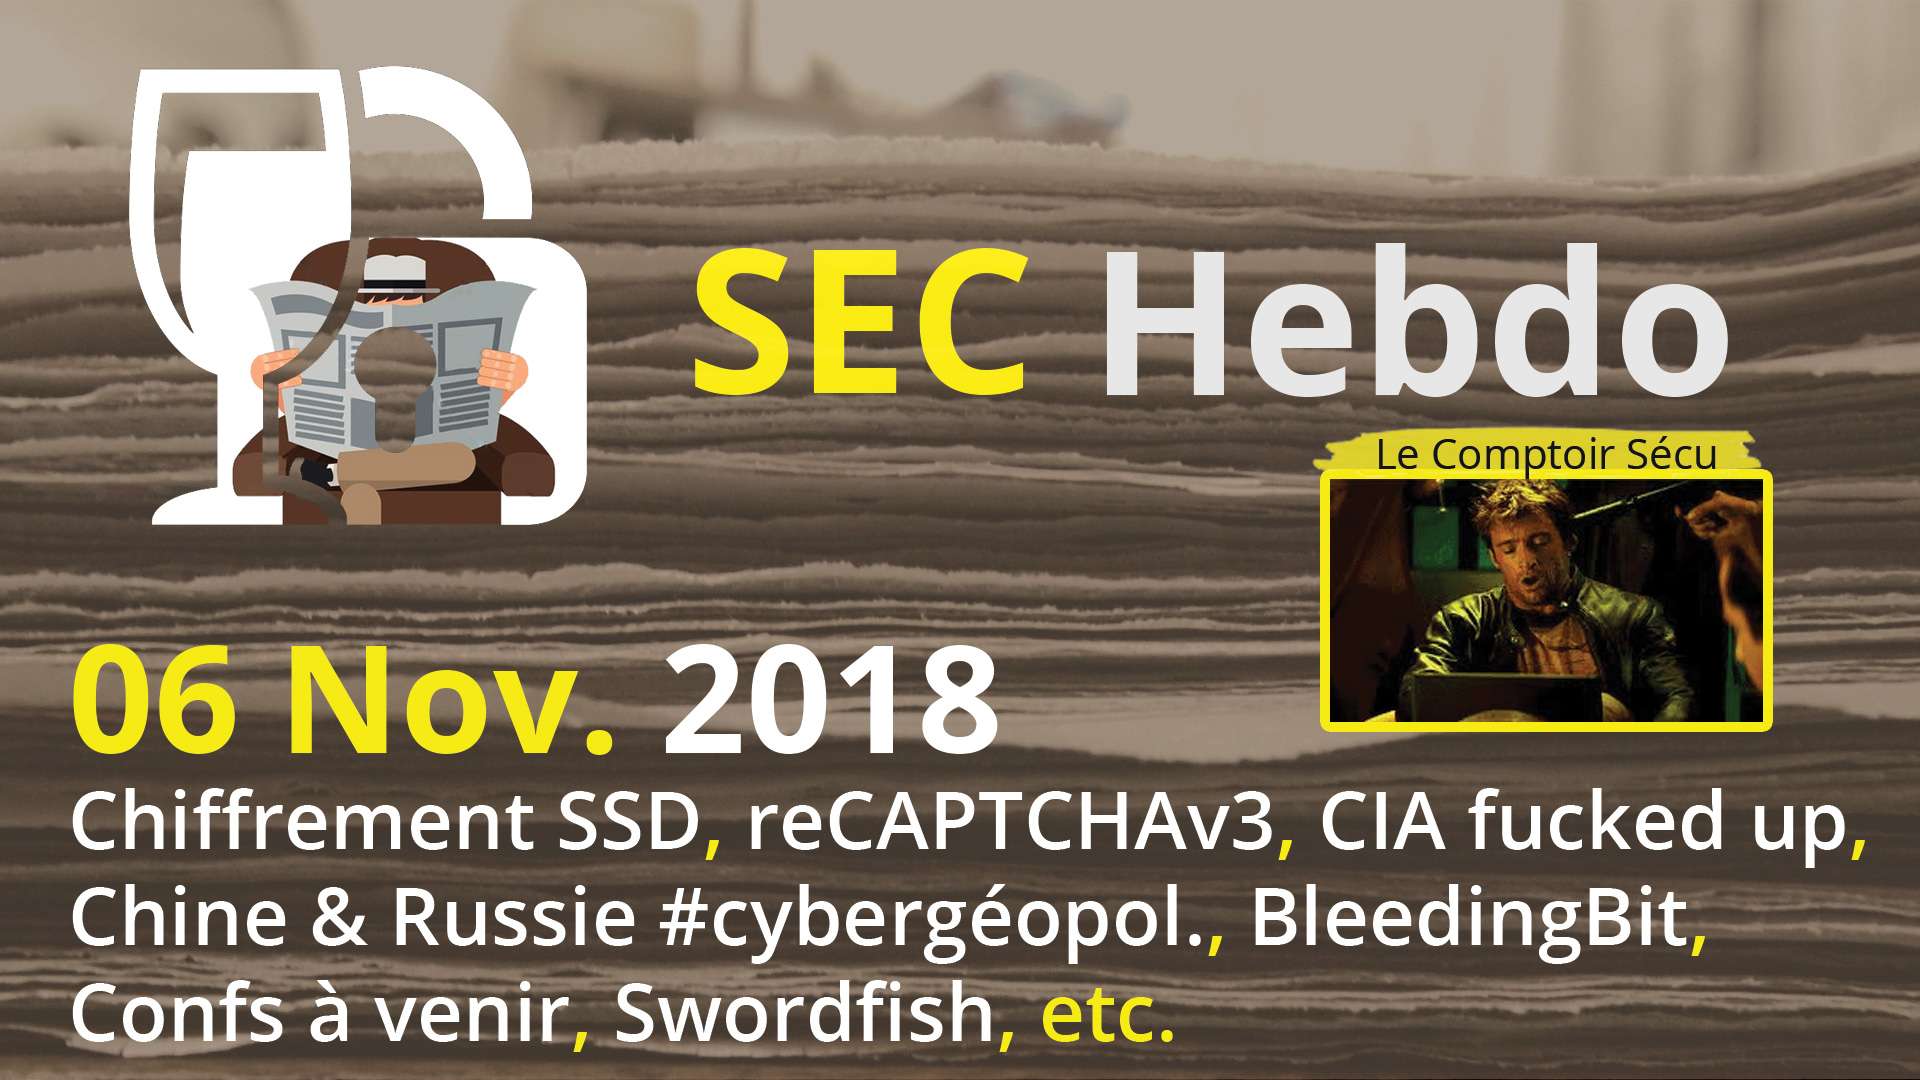 SEC Hebdo
Le Comptoir Sécu
06 Nov. 2018
Chiffrement SSD, reCAPTCHAv3, CIA fucked up,
Chine & Russie #cybergéopol., BleedingBit,
Confs à venir, Swordfish, etc.